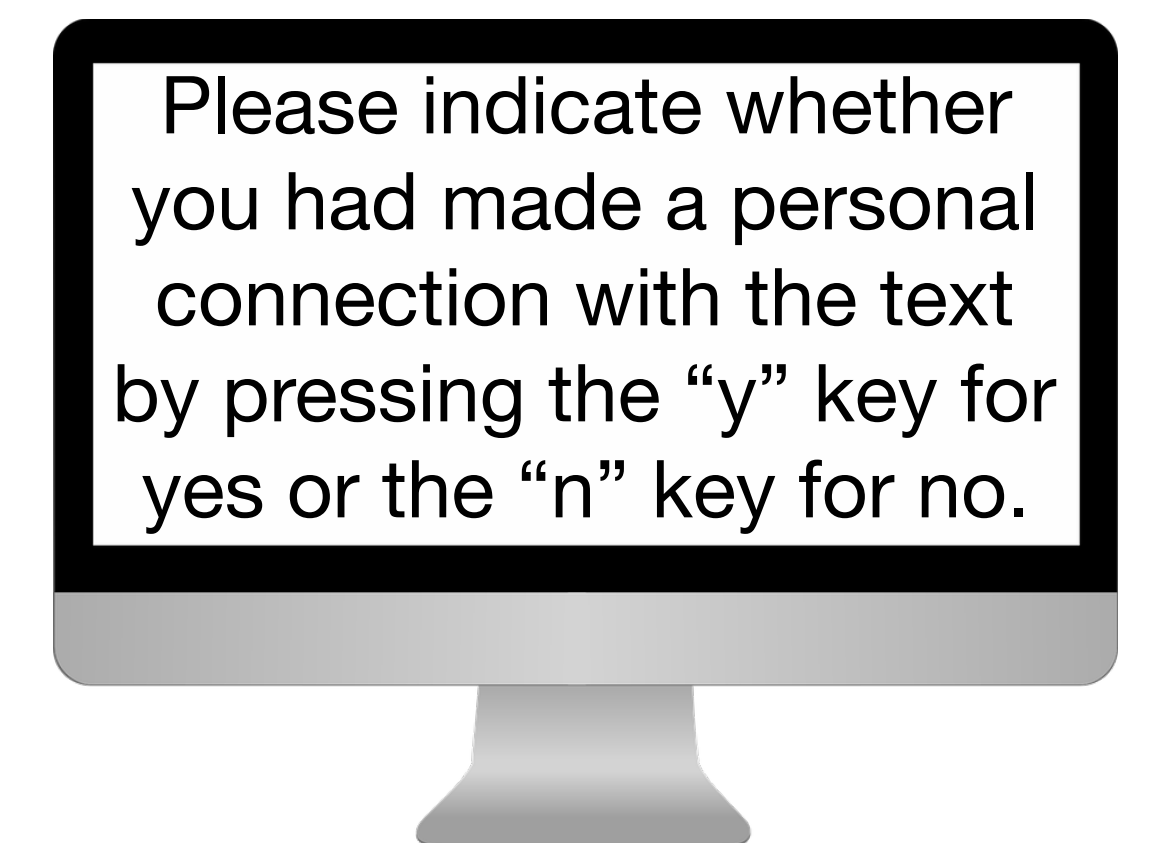 Please indicate whether
you had made a personal
connection with the text
by pressing the “y” key for
yes or the “n” key for no.